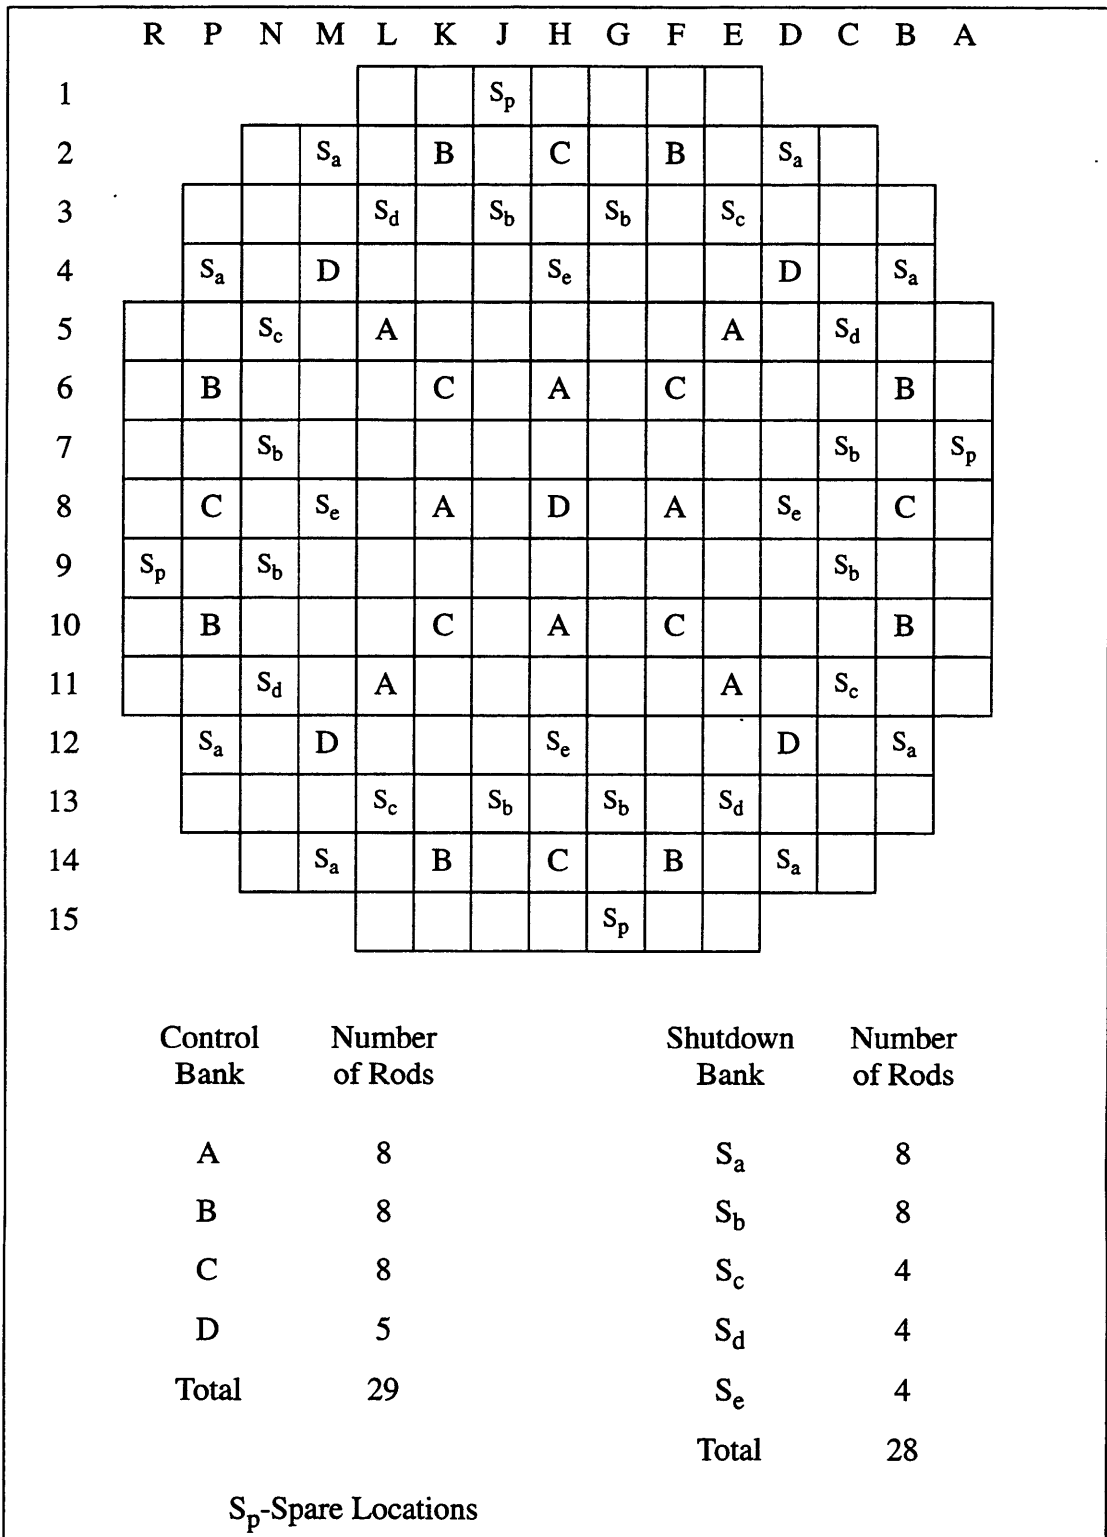 R P N M L K J H G F E D C B A
1 Sp
2 Sa B C B Sa
3 Sd Sb Sb Sc
4 Sa D Se D Sa
5 Sc A A Sd
6 B C A C B
7 Sb Sb Sp
8 C Se A D A Se C
9 Sp Sb Sb
10 B C A C B
11 Sd A A Sc
12 Sa D Se D Sa
13 Sc Sb Sb Sd
14 Sa B C B Sa
15 Sp
Control Number Shutdown Number
Bank of Rods Bank of Rods
A 8 Sa 8
B 8 Sb 8
C 8 Sc 4
D 5 Sd 4
Total 29 Se 4
Total 28
Sp-Spare Locations